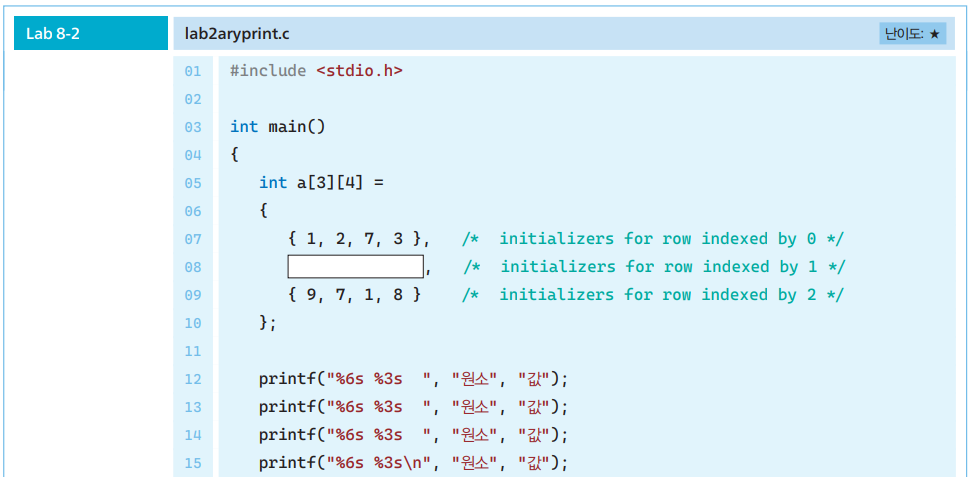 Lab 8-2 lab2aryprint.c 난이도: ★
01 #include <stdio.h>
02
03 int main()
04 {
05 int a[3][4] =
06 {
07 { 1, 2, 7, 3 }, /* initializers for row indexed by 0 */
08 , /* initializers for row indexed by 1 */
09 { 9, 7, 1, 8 } /* initializers for row indexed by 2 */
10 };
11
12 printf("%6s %3s  ", "원소", "값");
13 printf("%6s %3s  ", "원소", "값");
14 printf("%6s %3s  ", "원소", "값");
15 printf("%6s %3s\n", "원소", "값");